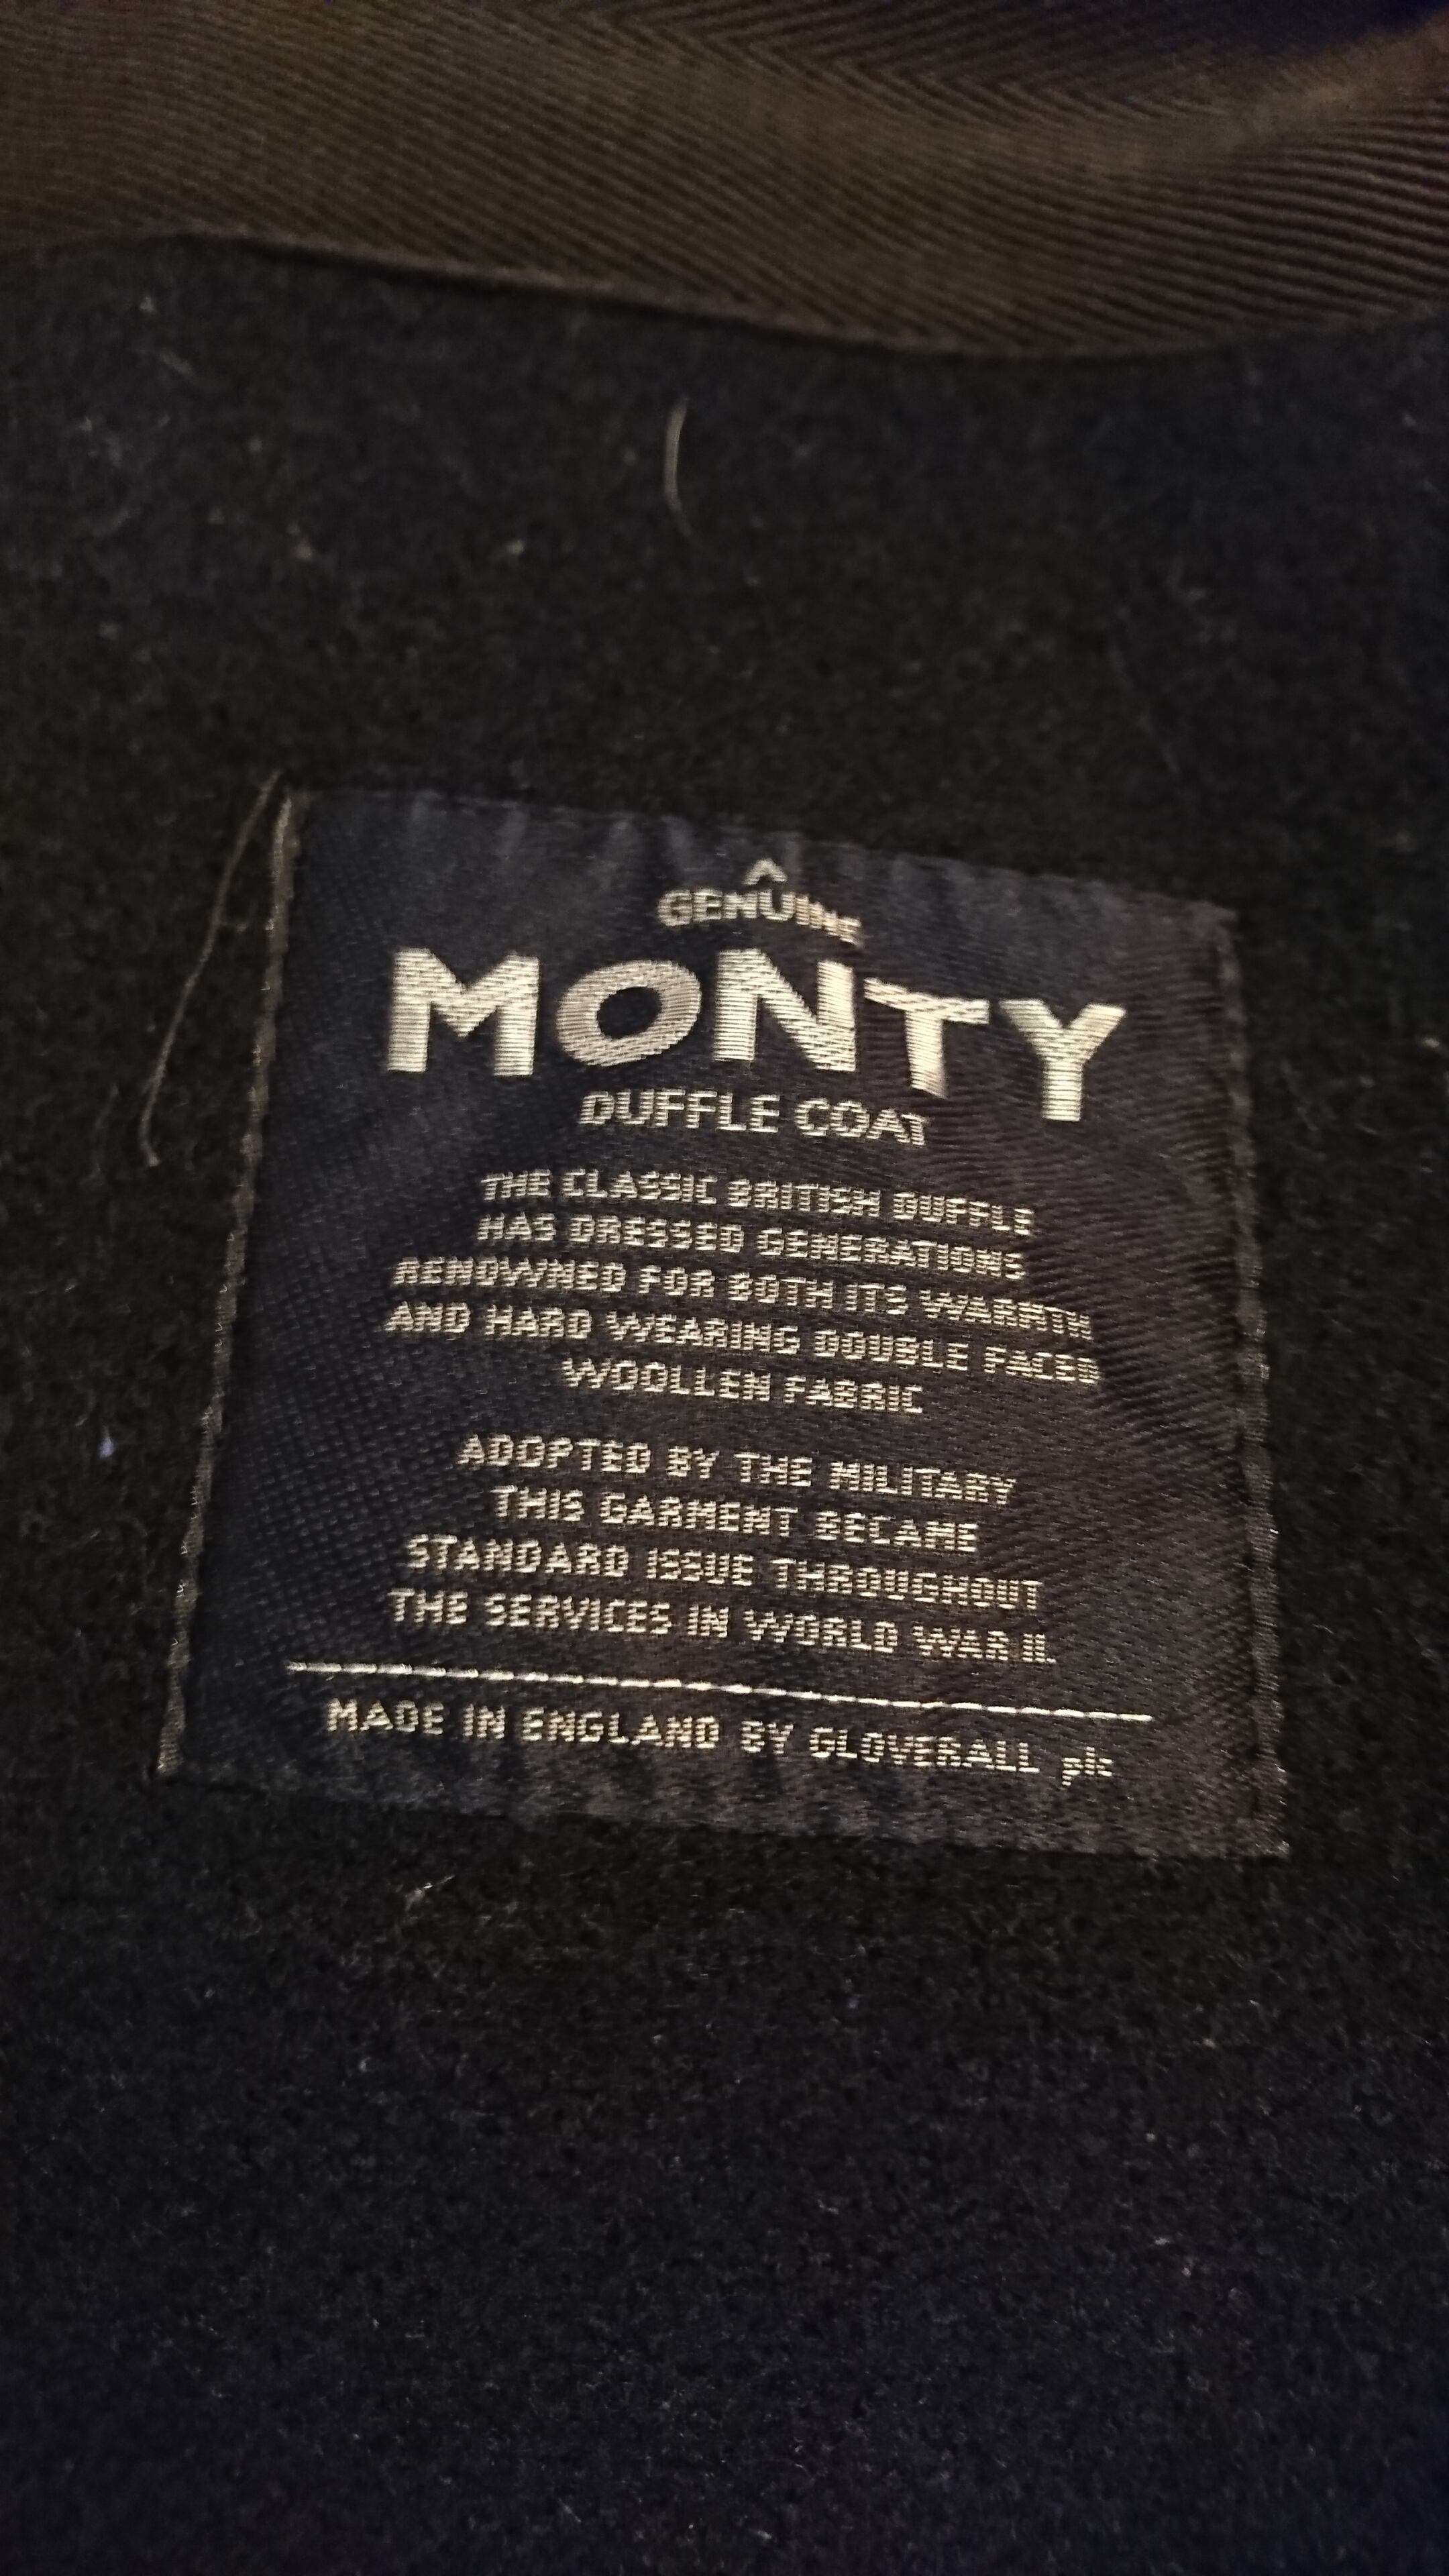 GENUINE
MONTY
DUFFLE COAT
THE CLASSIC BRITISH DUFFLE
HAS DRESSED GENERATIONS
RENOWNED FOR BOTH ITS WARMTH
AND HARD WEARING DOUBLE FACED
WOOLLEN FABRIC
ADOPTED BY THE MILITARY
THIS GARMENT BECAME
STANDARD ISSUE THROUGHOUT
THE SERVICES IN WORLD WAR II.
MADE IN ENGLAND BY GLOVERALL plc